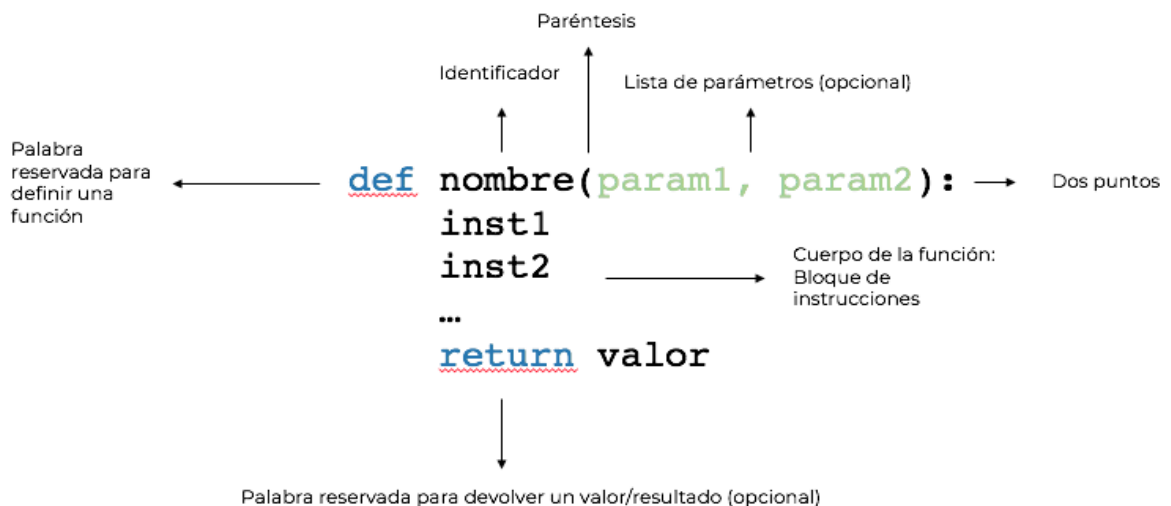 Paréntesis
Identificador
Lista de parámetros (opcional)
Palabra
reservada para
definir una
función
def nombre(param1, param2):
Dos puntos
inst1
inst2
Cuerpo de la función:
Bloque de
instrucciones
…
return valor
Palabra reservada para devolver un valor/resultado (opcional)